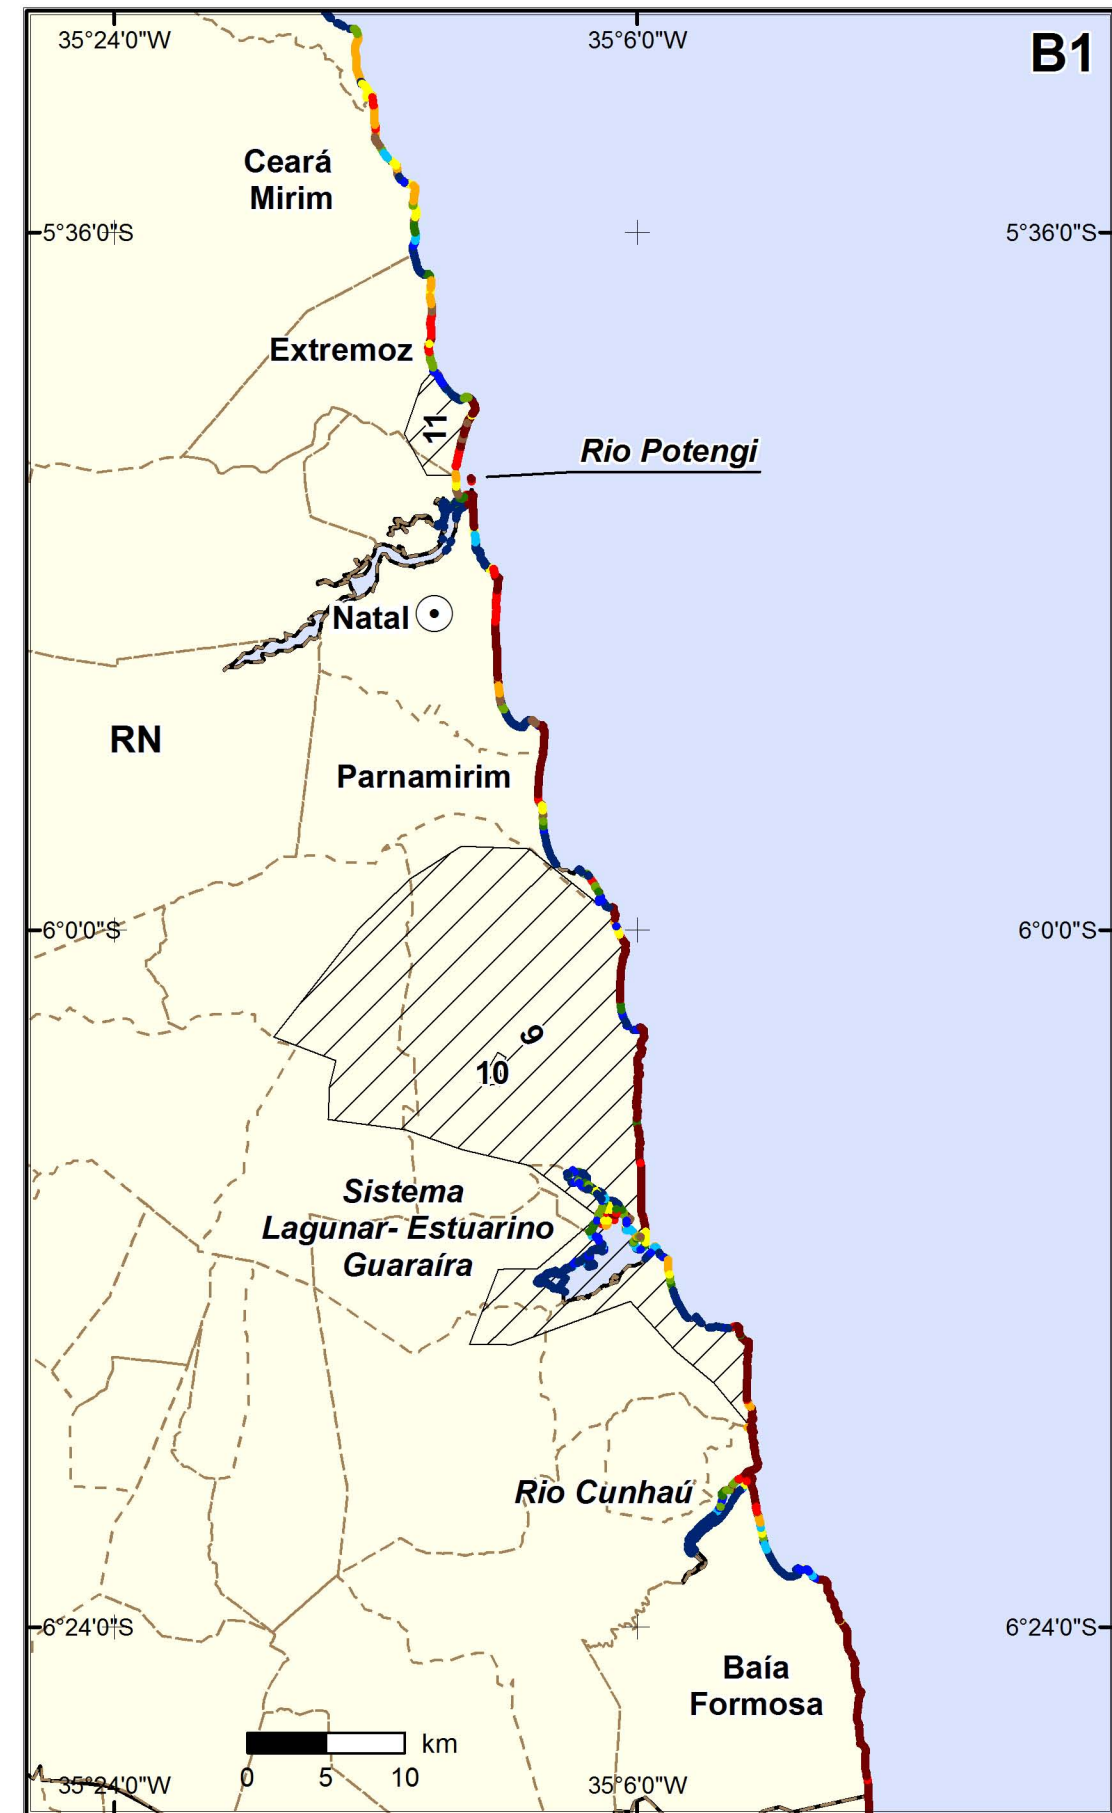 35°24'0"W
35°6'0"W
B1
Ceará
Mirim
5°36'0"S
5°36'0"S
Extremoz
11
Rio Potengi
Natal
RN
Parnamirim
6°0'0"S
6°0'0"S
9
10
Sistema
Lagunar- Estuarino
Guaraíra
Rio Cunhaú
6°24'0"S
6°24'0"S
Baía
Formosa
km
0 5 10
35°24'0"W
35°6'0"W